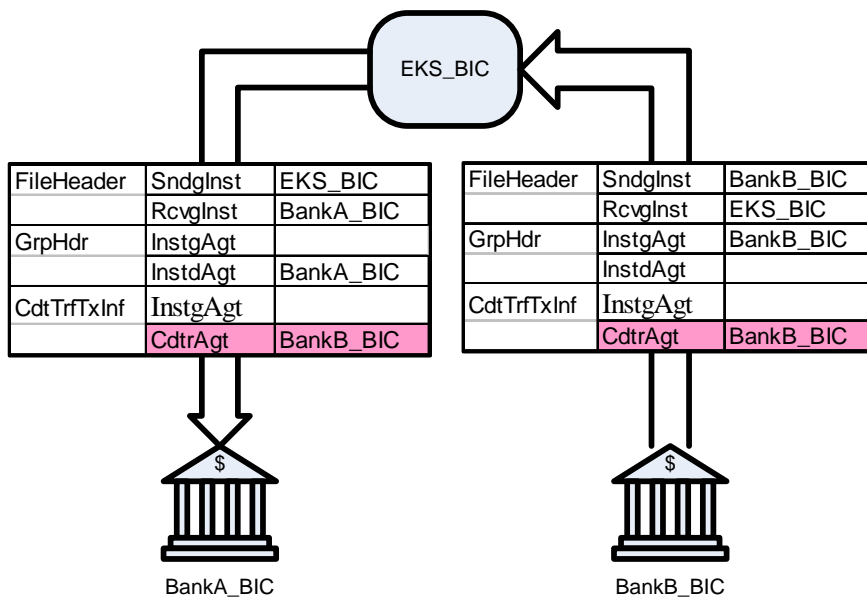 EKS_BIC
FileHeader SndgInst EKS_BIC
RcvgInst BankA_BIC
GrpHdr InstgAgt
InstdAgt BankA_BIC
CdtTrfTxInf InstgAgt
CdtrAgt BankB_BIC
FileHeader SndgInst BankB_BIC
RcvgInst EKS_BIC
GrpHdr InstgAgt BankB_BIC
InstdAgt
CdtTrfTxInf InstgAgt
CdtrAgt BankB_BIC
$
BankA_BIC
$
BankB_BIC